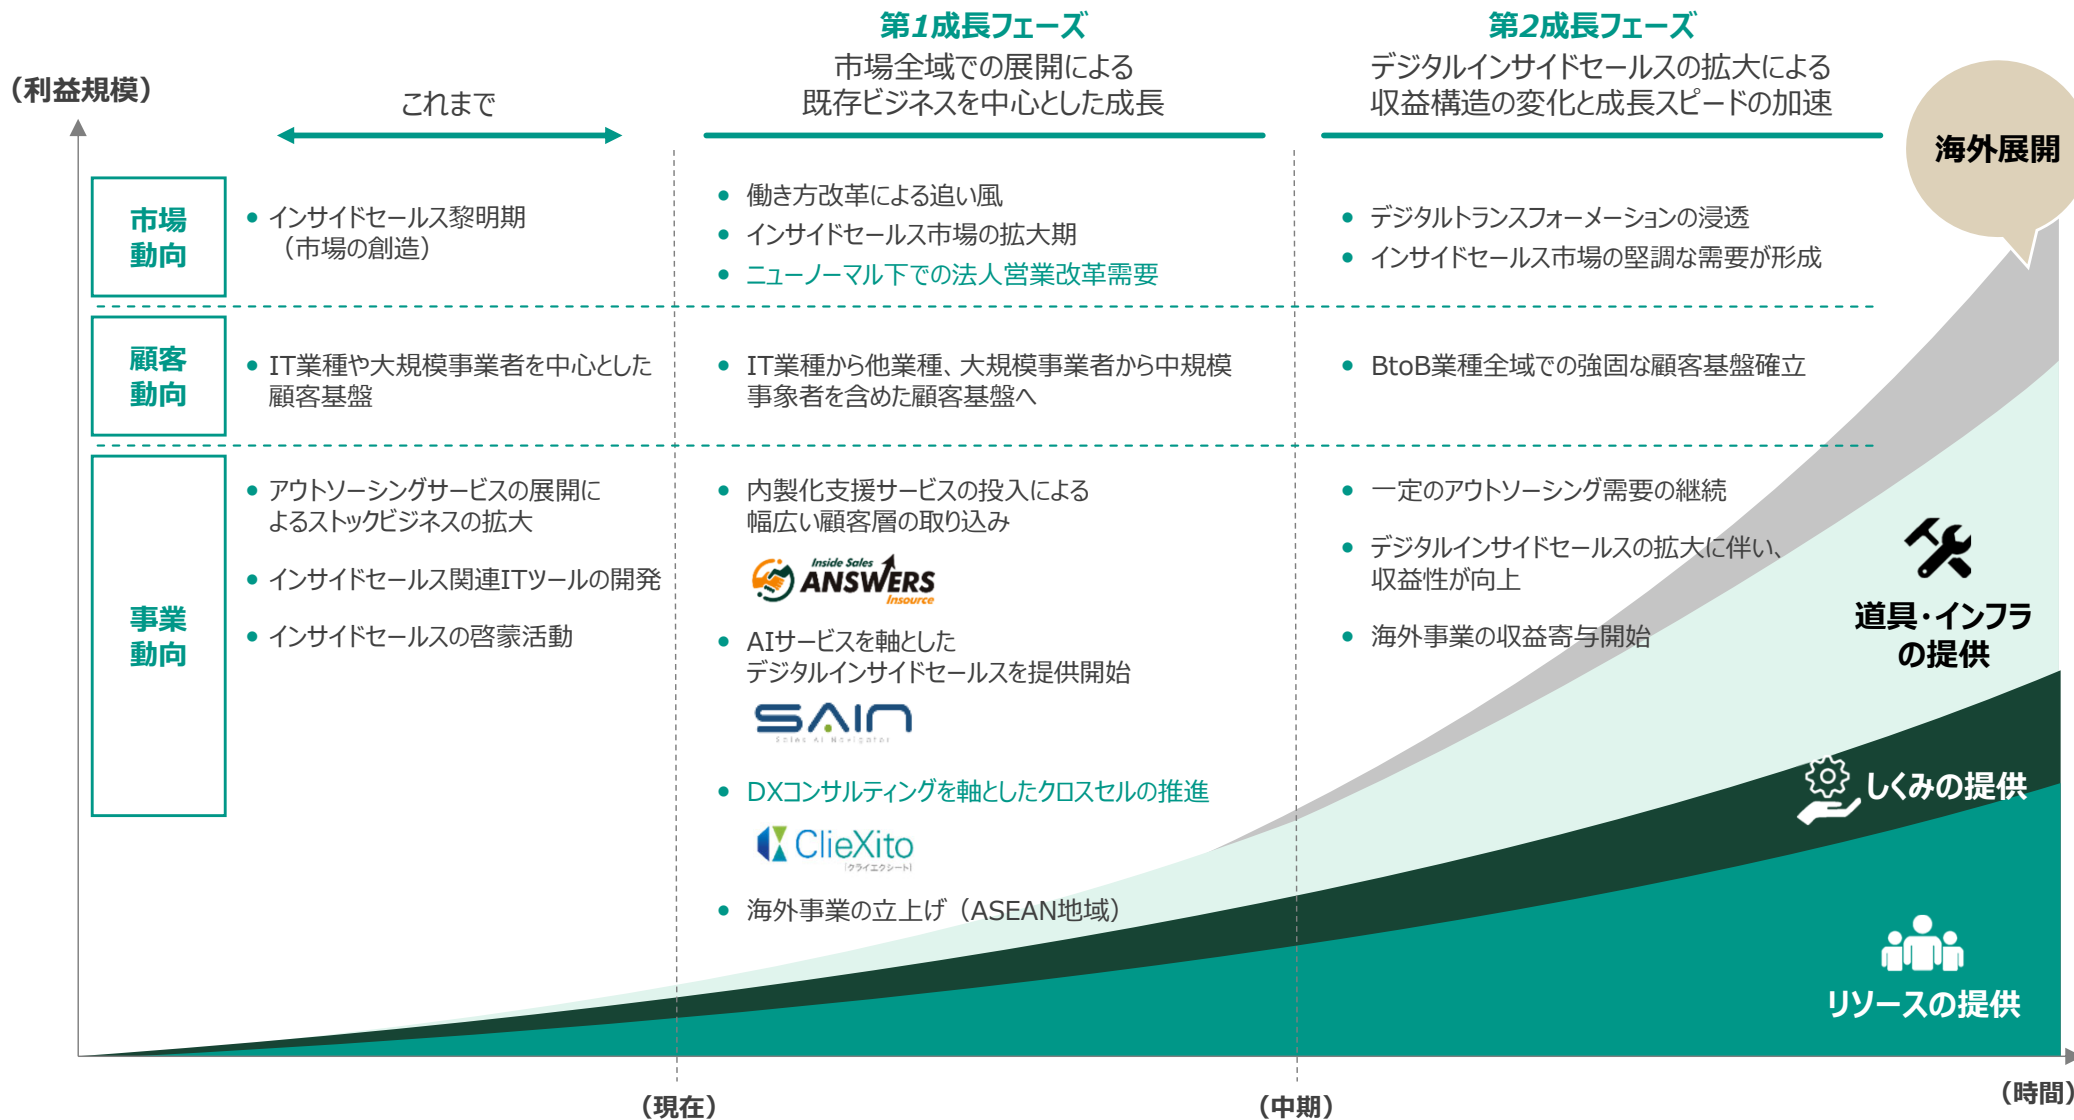 第1成長フェーズ
市場全域での展開による
既存ビジネスを中心とした成長
第2成長フェーズ
デジタルインサイドセールスの拡大による
収益構造の変化と成長スピードの加速
（利益規模）
これまで
海外展開
市場
動向
• インサイドセールス黎明期
（市場の創造）
• 働き方改革による追い風
• インサイドセールス市場の拡大期
• ニューノーマル下での法人営業改革需要
• デジタルトランスフォーメーションの浸透
• インサイドセールス市場の堅調な需要が形成
顧客
動向
• IT業種や大規模事業者を中心とした
顧客基盤
• IT業種から他業種、大規模事業者から中規模
事象者を含めた顧客基盤へ
• BtoB業種全域での強固な顧客基盤確立
事業
動向
• アウトソーシングサービスの展開に
よるストックビジネスの拡大
• インサイドセールス関連ITツールの開発
• インサイドセールスの啓蒙活動
• 内製化支援サービスの投入による
幅広い顧客層の取り込み
Inside Sales
ANSWERS
Insource
• AIサービスを軸とした
デジタルインサイドセールスを提供開始
SAIN
Sales AI Navigator
• DXコンサルティングを軸としたクロスセルの推進
ClieXito
[クライエクシート]
• 海外事業の立上げ（ASEAN地域）
• 一定のアウトソーシング需要の継続
• デジタルインサイドセールスの拡大に伴い、
収益性が向上
• 海外事業の収益寄与開始
道具・インフラ
の提供
しくみの提供
リソースの提供
（現在）
（中期）
（時間）